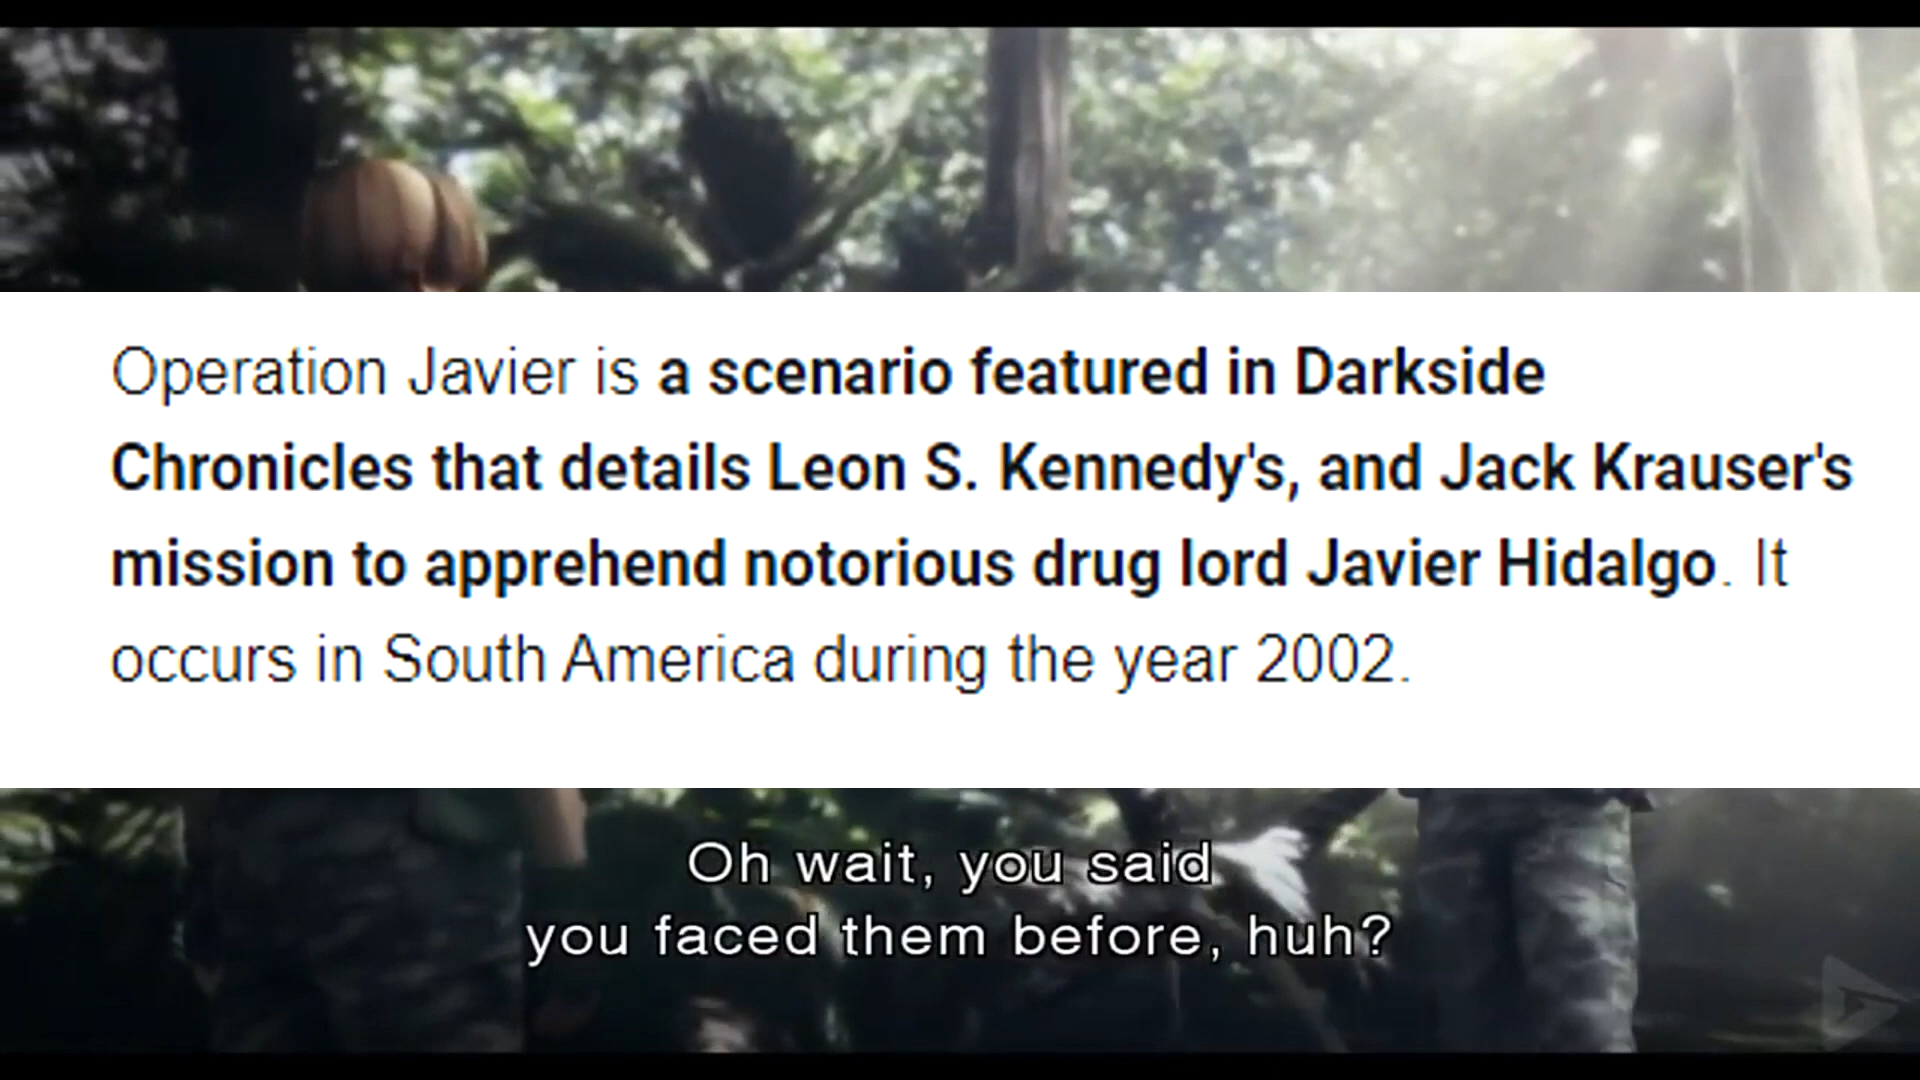 Operation Javier is a scenario featured in Darkside
Chronicles that details Leon S. Kennedy's, and Jack Krauser's
mission to apprehend notorious drug lord Javier Hidalgo. It
occurs in South America during the year 2002.
Oh wait, you said
you faced them before, huh?